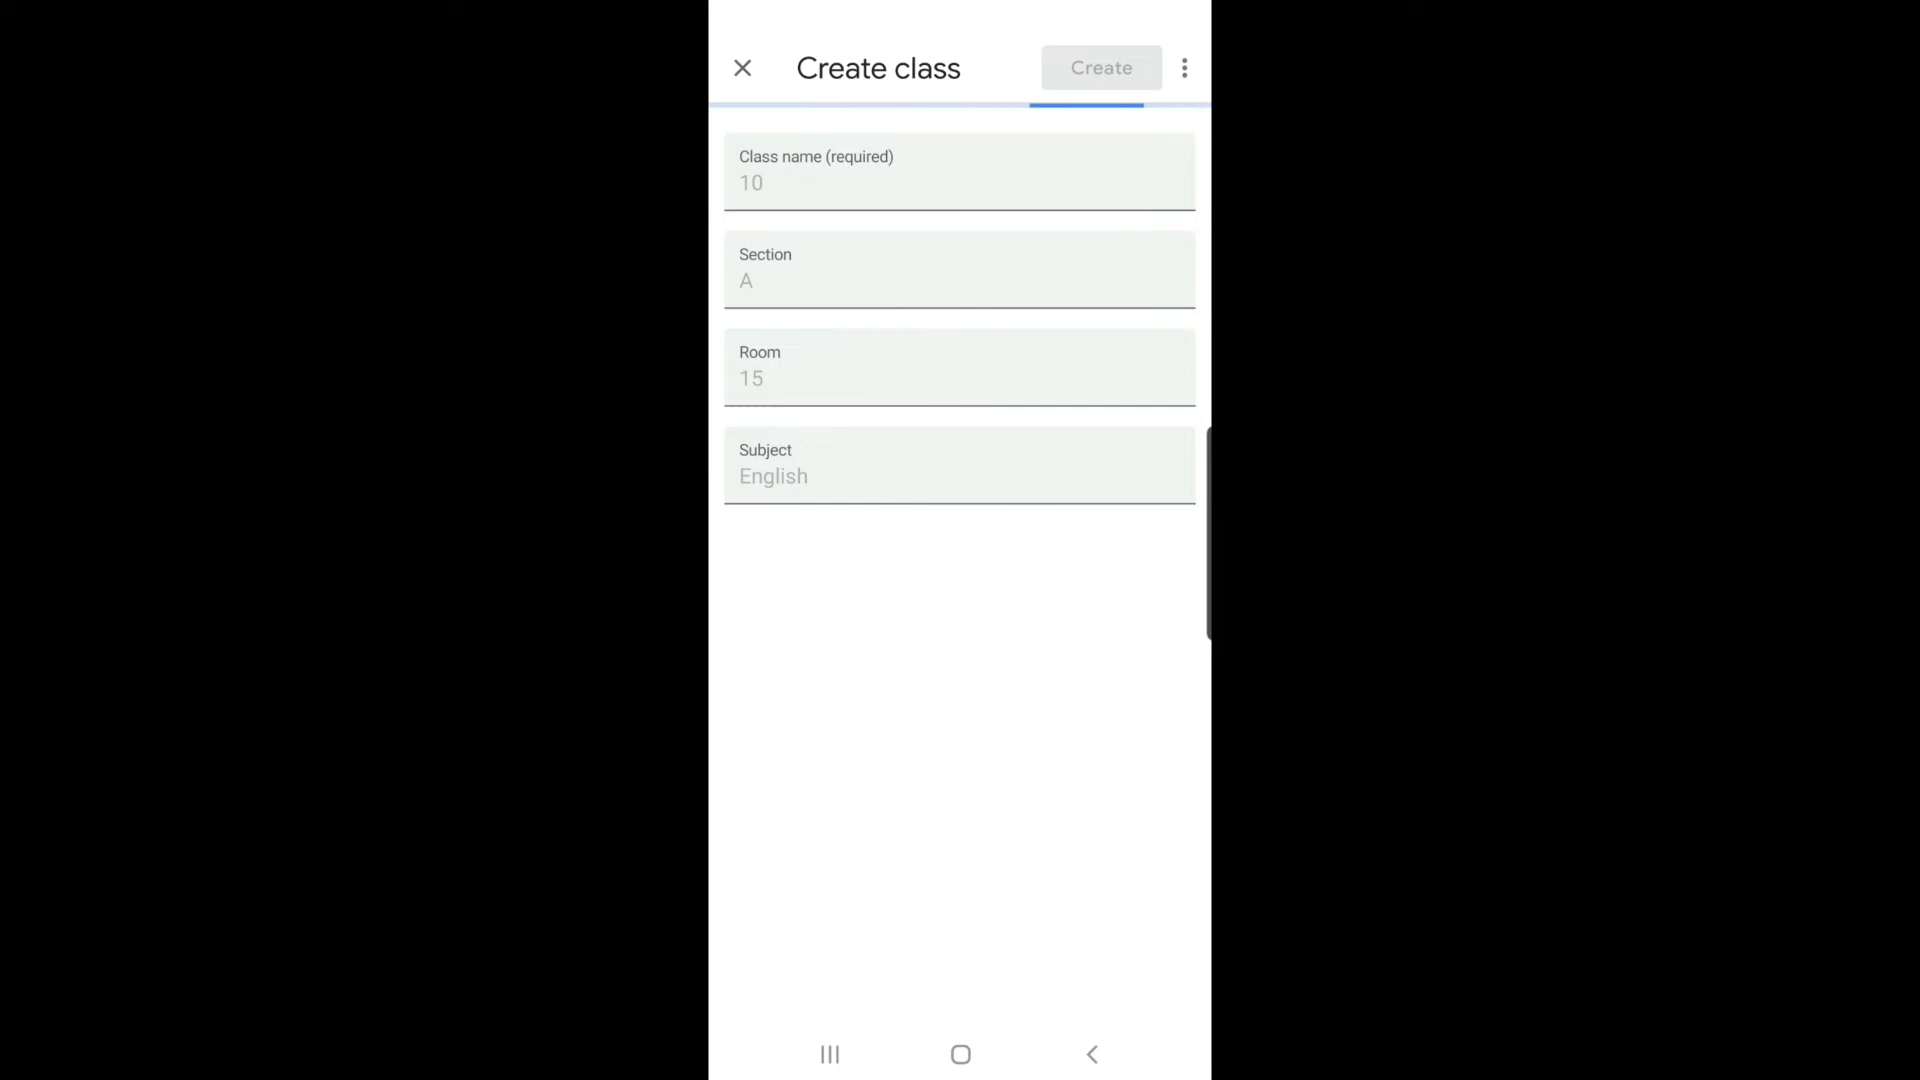 Create class
Create
Class name (required)
10
Section
A
Room
15
Subject
English